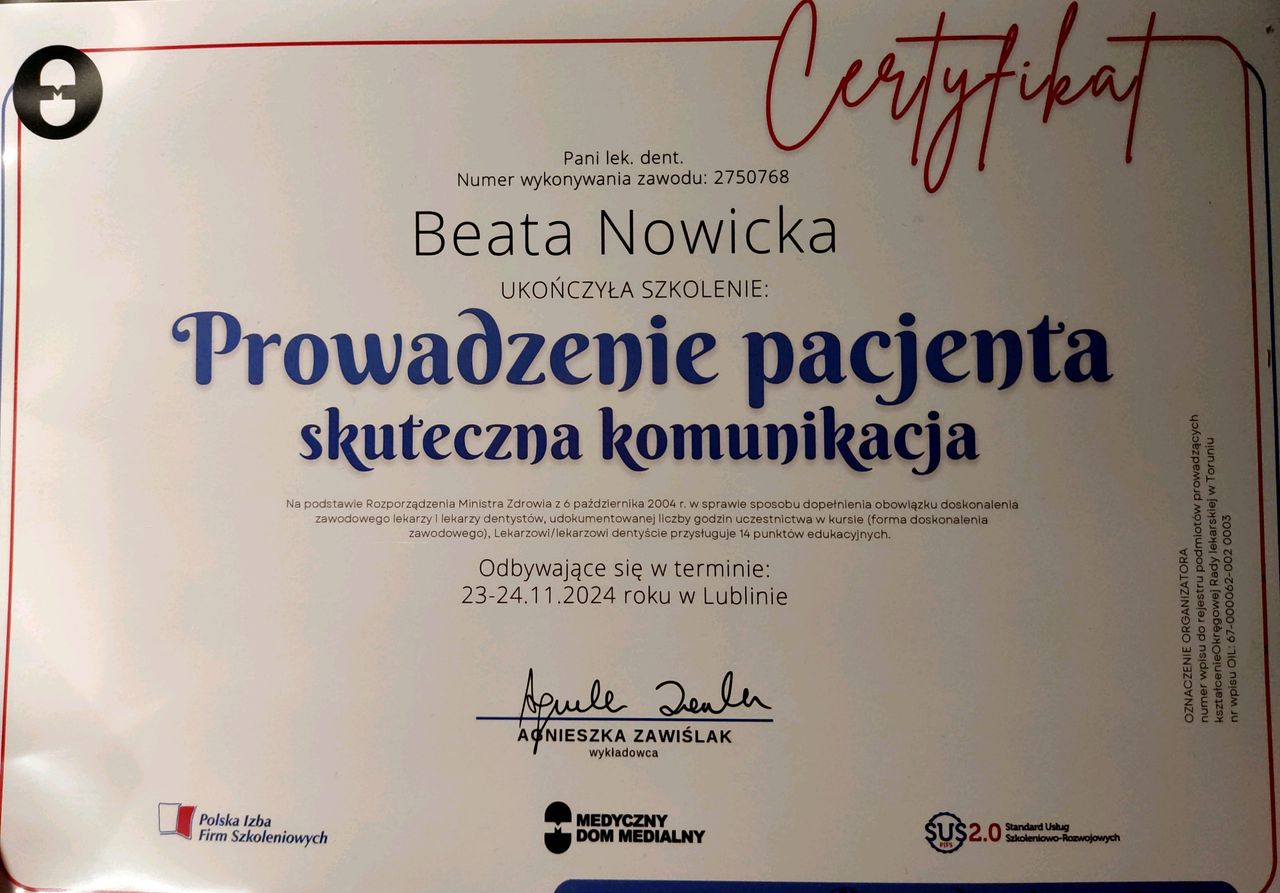 Certyfikat
Pani lek. dent.
Numer wykonywania zawodu: 2750768
Beata Nowicka
UKOŃCZYŁA SZKOLENIE:
Prowadzenie pacjenta
skuteczna komunikacja
Na podstawie Rozporządzenia Ministra Zdrowia z 6 października 2004 r. w sprawie sposobu dopełnienia obowiązku doskonalenia
zawodowego lekarzy i lekarzy dentystów, udokumentowanej liczby godzin uczestnictwa w kursie (forma doskonalenia
zawodowego), Lekarzowi/lekarzowi dentyście przysługuje 14 punktów edukacyjnych.
Odbywające się w terminie:
23-24.11.2024 roku w Lublinie
AGNIESZKA ZAWIŚLAK
wykładowca
OZNACZENIE ORGANIZATORA
numer wpisu do rejestru podmiotów prowadzących
kształcenieOkręgowej Rady lekarskiej w Toruniu
nr wpisu OIL: 67-000062-002 0003
Polska Izba
Firm Szkoleniowych
M
MEDYCZNY
DOM MEDIALNY
SUS 2.0
PIFS
Standard Usług
Szkoleniowo-Rozwojowych